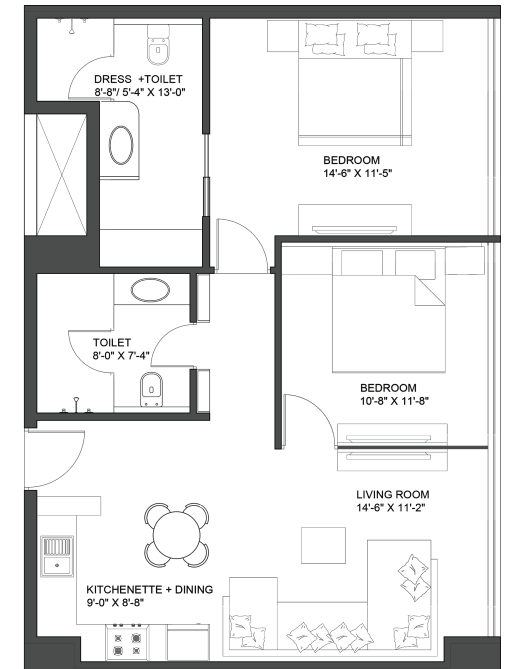 DRESS +TOILET
8'-8"/ 5'-4" X 13'-0"
BEDROOM
14'-6" X 11'-5"
TOILET
8'-0" X 7'-4"
BEDROOM
10'-8" X 11'-8"
LIVING ROOM
14'-6" X 11'-2"
KITCHENETTE + DINING
9'-0" X 8'-8"